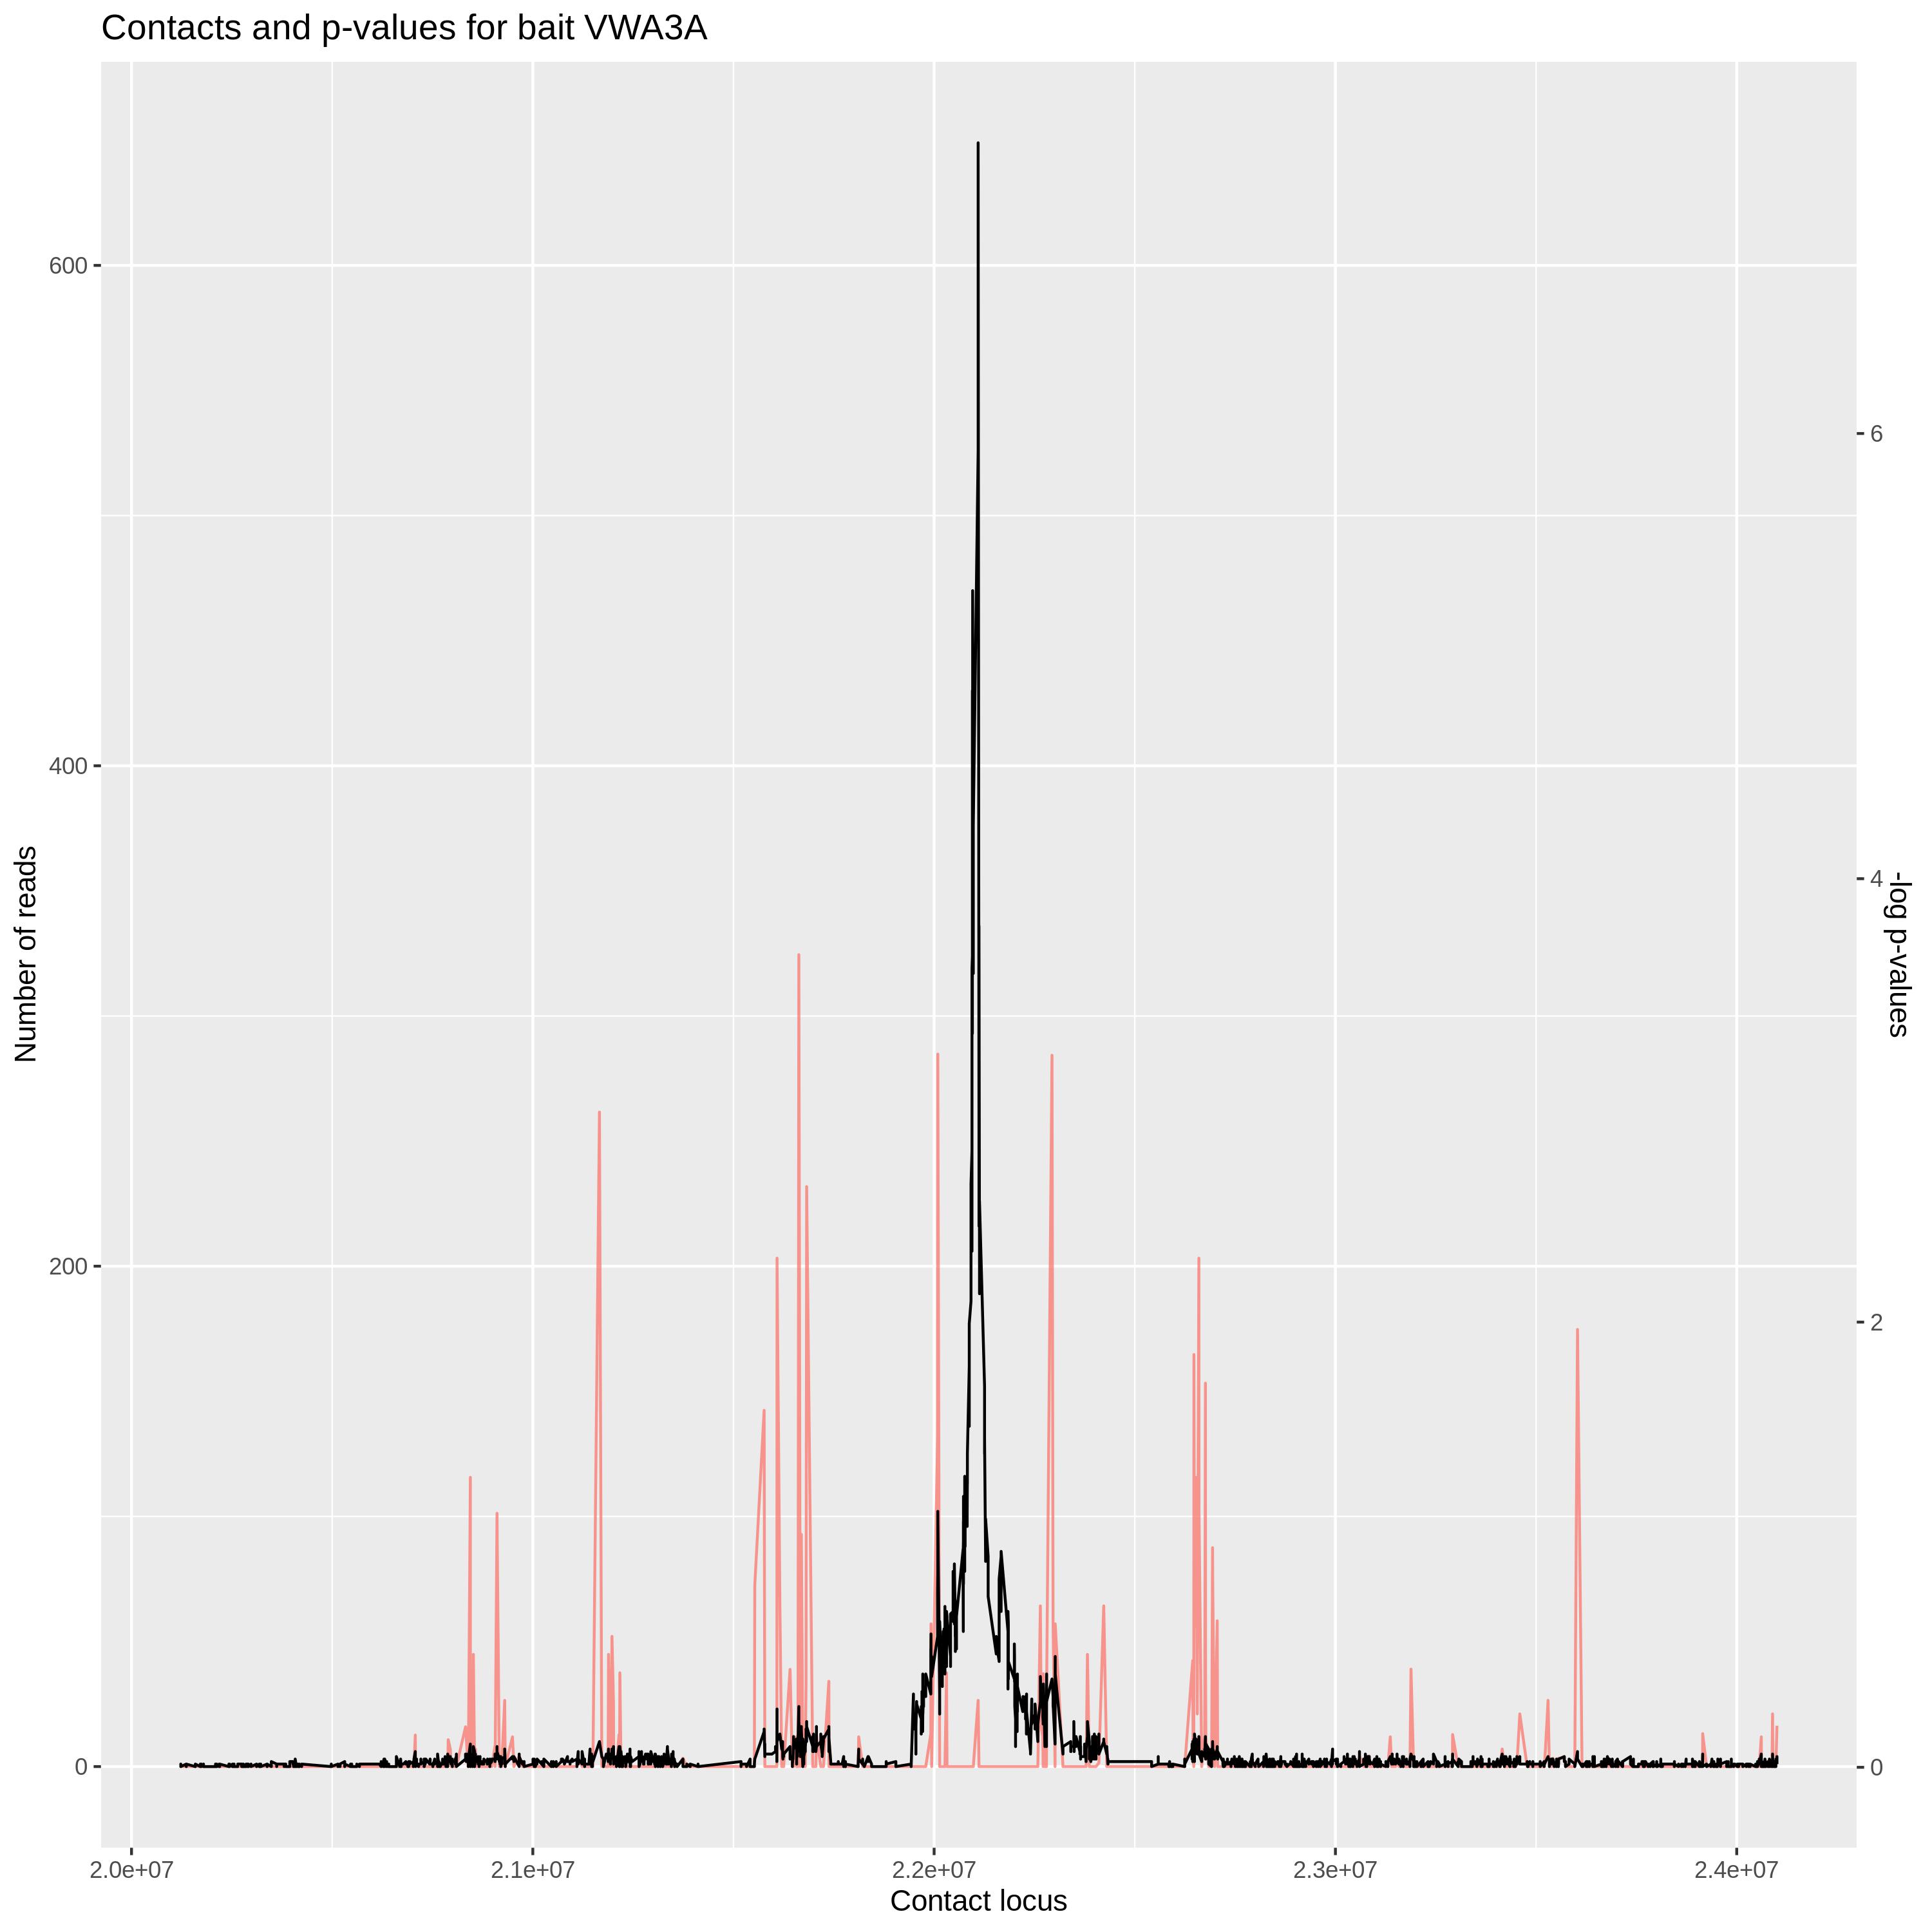 Contacts and p-values for bait VWA3A
600
400
200
0
Number of reads
6
4
2
0
-log p-values
2.0e+07
2.1e+07
2.2e+07
2.3e+07
2.4e+07
Contact locus